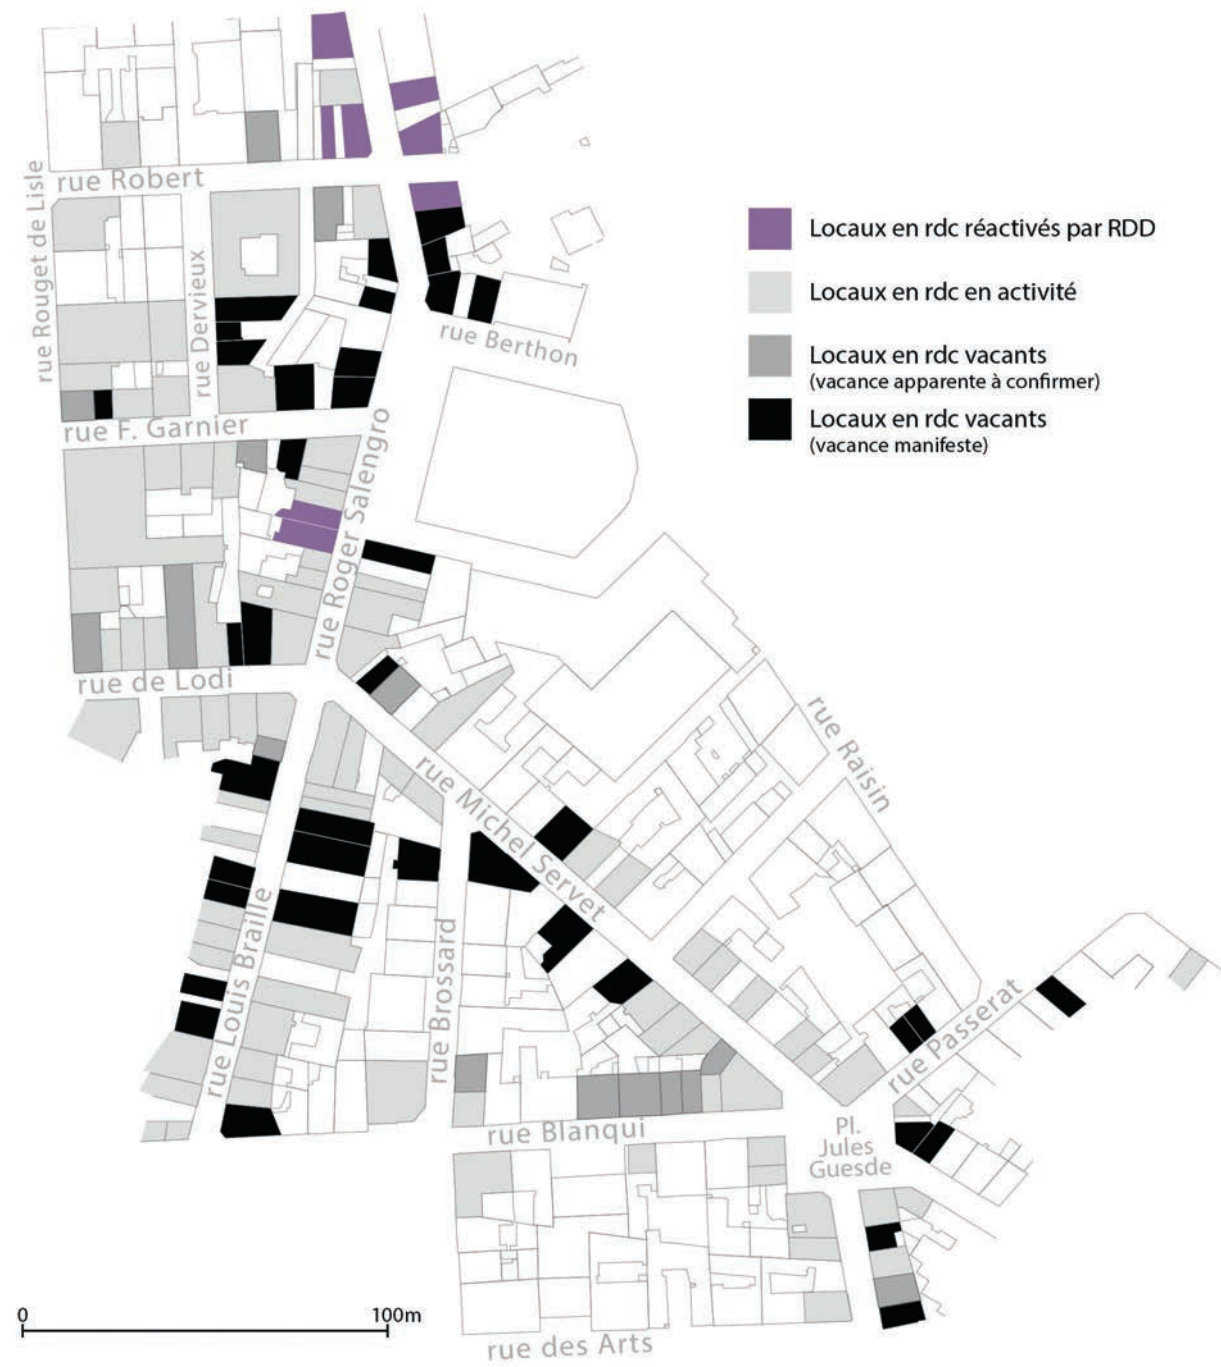 rue Robert
rue Rouget de Lisle
rue Dervieux
rue Berthon
rue F. Garnier
rue Roger Salengro
rue de Lodi
rue Michel Servet
rue Raisin
rue Louis Braille
rue Brossard
rue Passerat
rue Blanqui
Pl.
Jules
Guesde
rue des Arts
Locaux en rdc réactivés par RDD
Locaux en rdc en activité
Locaux en rdc vacants
(vacance apparente à confirmer)
Locaux en rdc vacants
(vacance manifeste)
0 100m